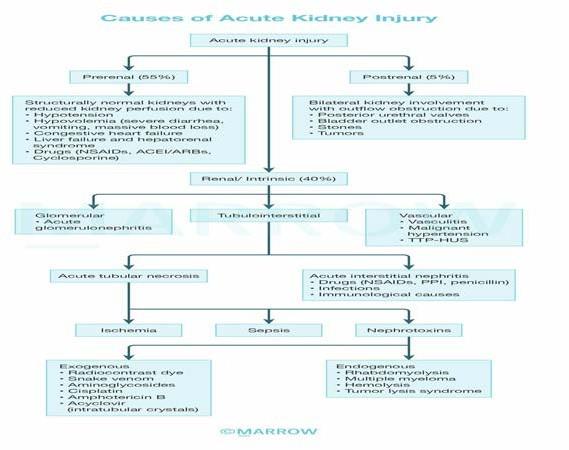 Causes of Acute Kidney Injury
Acute kidney injury
Prerenal (55%)
Postrenal (5%)
Structurally normal kidneys with
reduced kidney perfusion due to:
• Hypotension
• Hypovolemia (severe diarrhea,
vomiting, massive blood loss)
• Congestive heart failure
• Liver failure and hepatorenal
syndrome
• Drugs (NSAIDs, ACEI/ARBs,
Cyclosporine)
Bilateral kidney involvement
with outflow obstruction due to:
• Posterior urethral valves
• Bladder outlet obstruction
• Stones
• Tumors
Renal/ Intrinsic (40%)
Glomerular
• Acute
glomerulonephritis
Tubulointerstitial
Vascular
• Vasculitis
• Malignant
hypertension
• TTP-HUS
MARROW
Acute tubular necrosis
Acute interstitial nephritis
• Drugs (NSAIDs, PPI, penicillin)
• Infections
• Immunological causes
Ischemia
Sepsis
Nephrotoxins
Exogenous
• Radiocontrast dye
• Snake venom
• Aminoglycosides
• Cisplatin
• Amphotericin B
• Acyclovir
(intratubular crystals)
Endogenous
• Rhabdomyolysis
• Multiple myeloma
• Hemolysis
• Tumor lysis syndrome
©MARROW